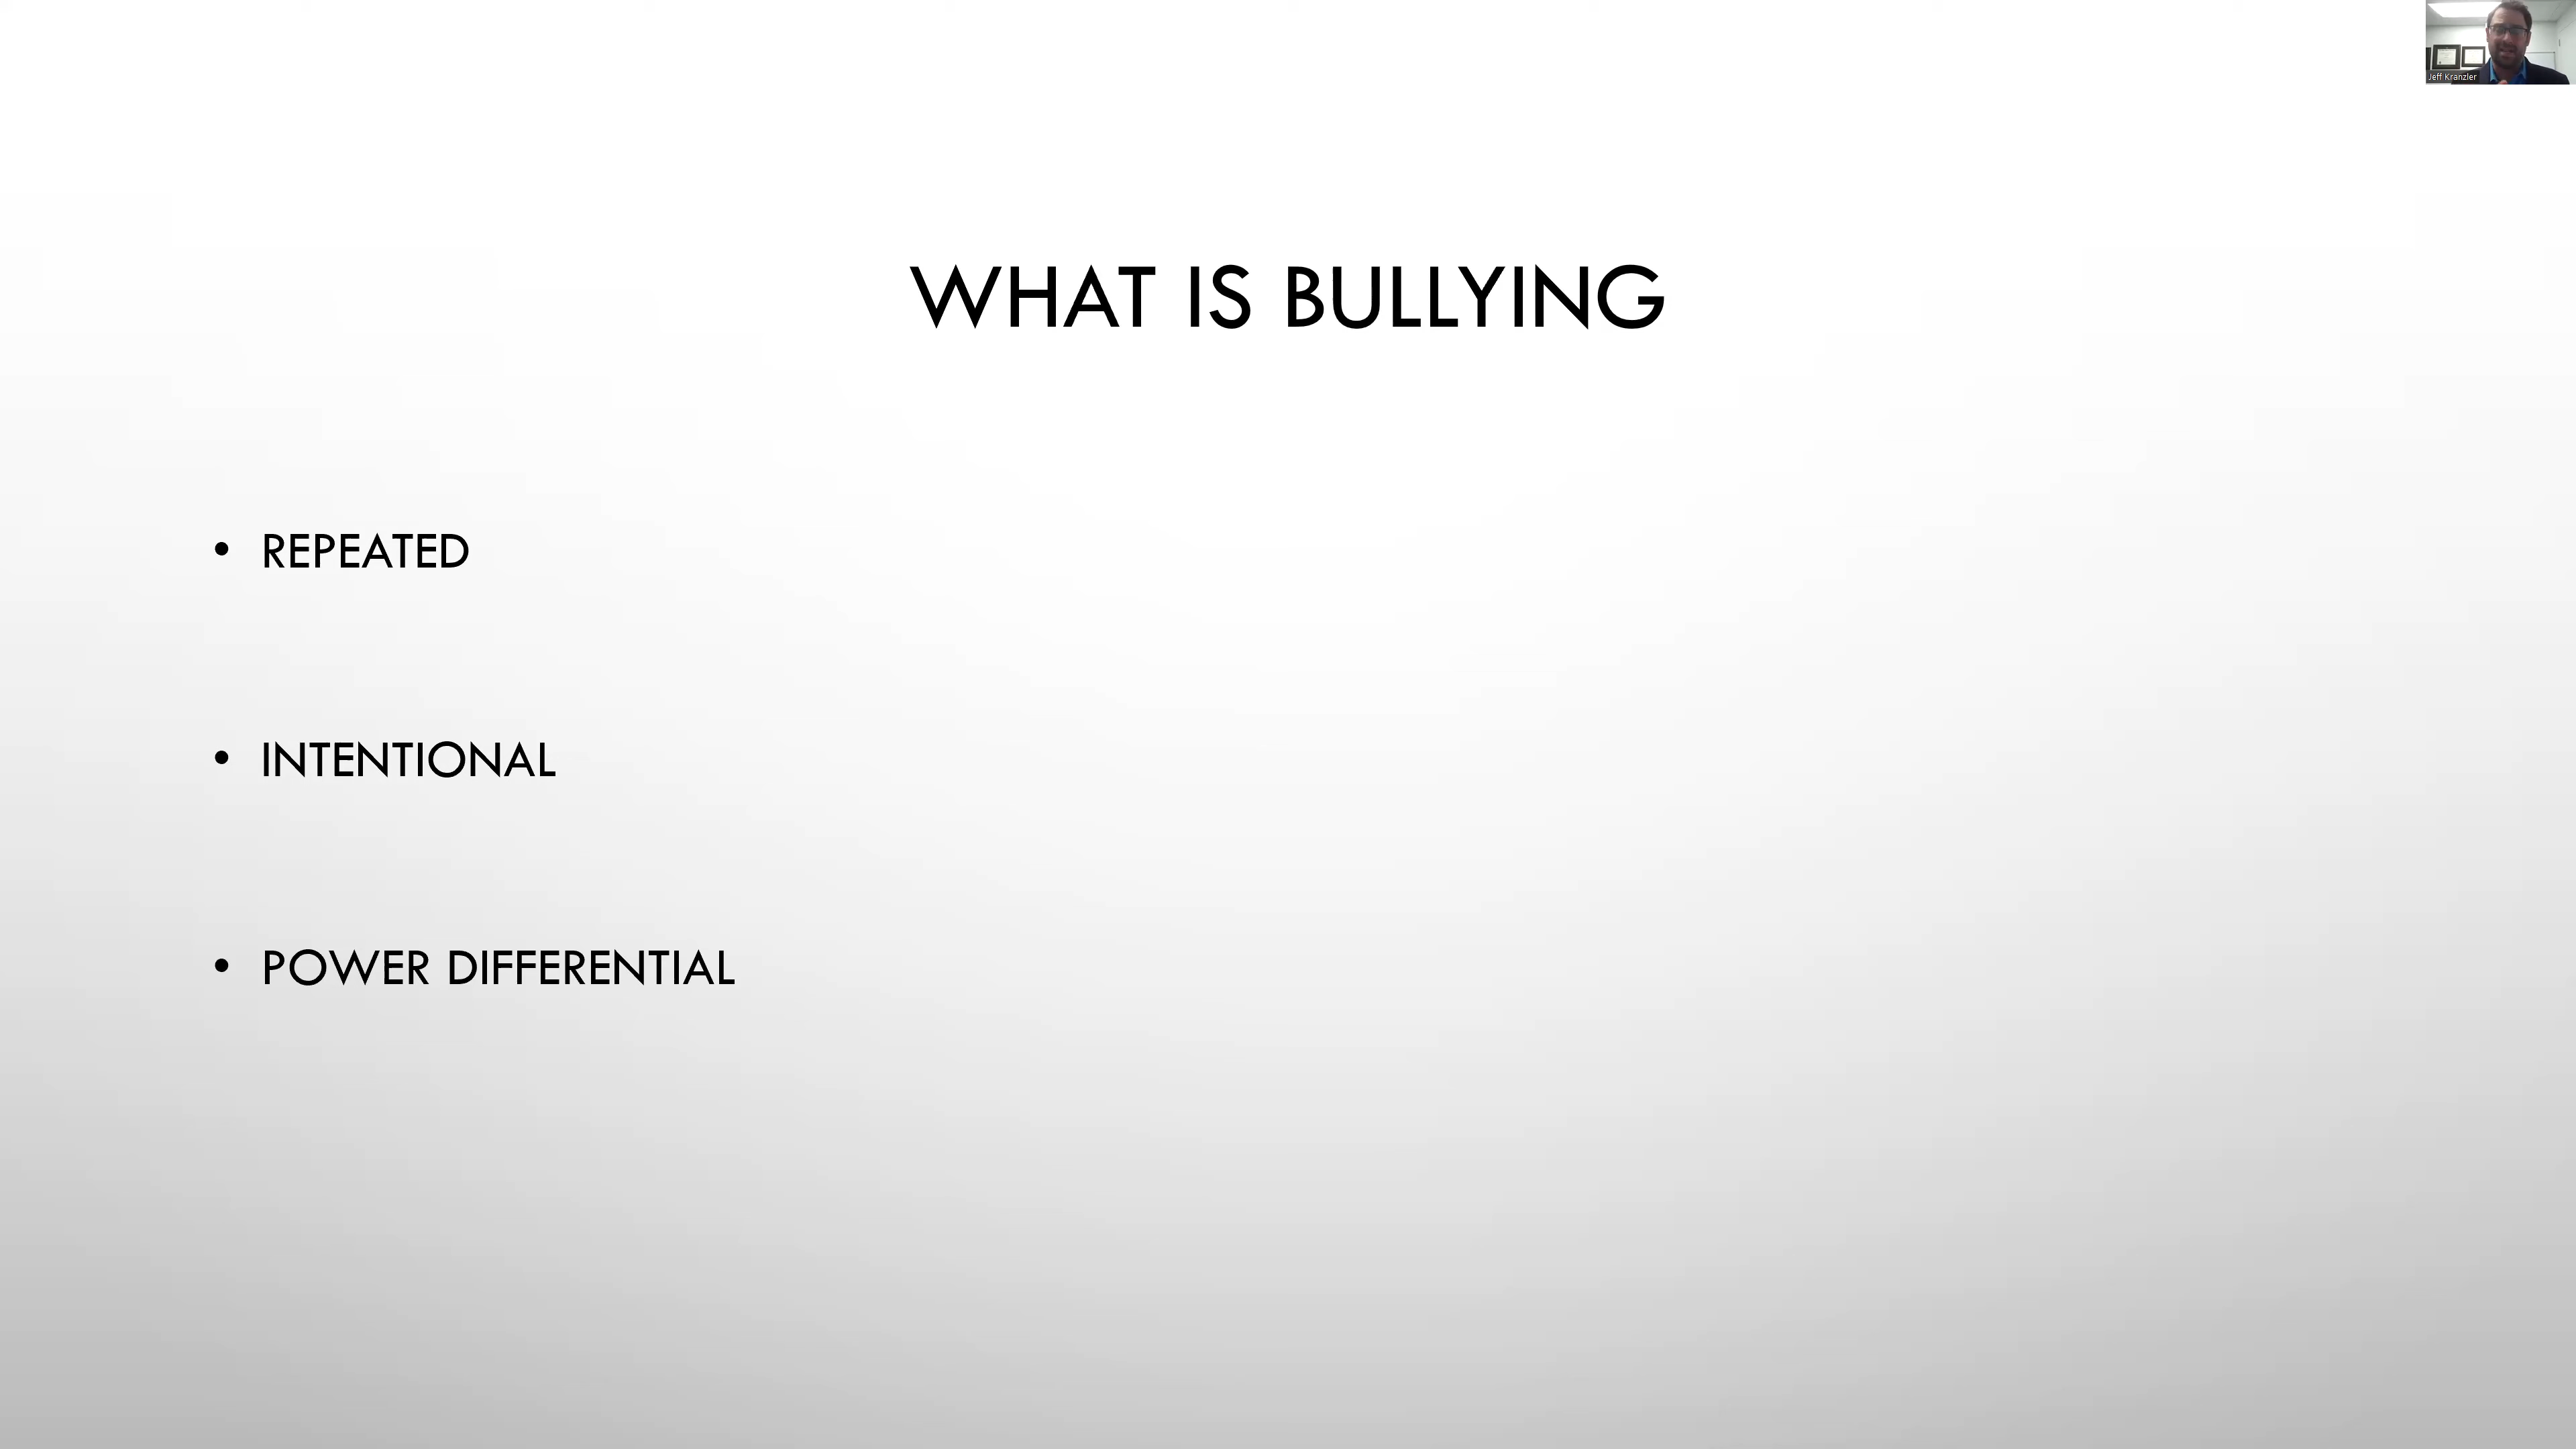 Jeff Kranzler
WHAT IS BULLYING
• REPEATED
• INTENTIONAL
• POWER DIFFERENTIAL